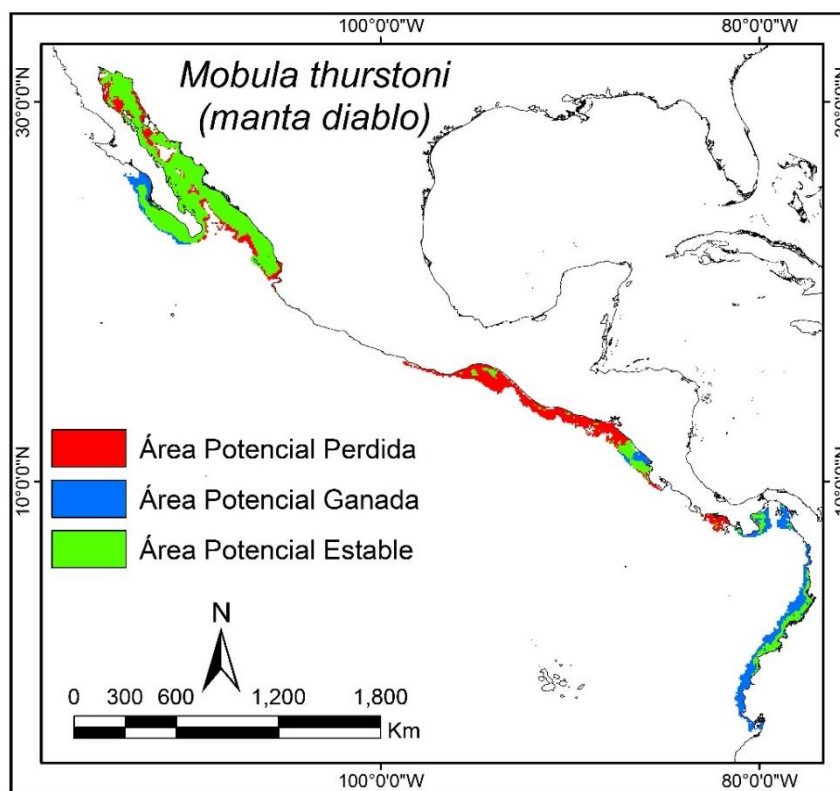 100°0'0"W
80°0'0"W
30°0'0"N
30°0'0"N
Mobula thurstoni
(manta diablo)
10°0'0"N
10°0'0"N
Área Potencial Perdida
Área Potencial Ganada
Área Potencial Estable
N
0 300 600 1,200 1,800
Km
100°0'0"W
80°0'0"W